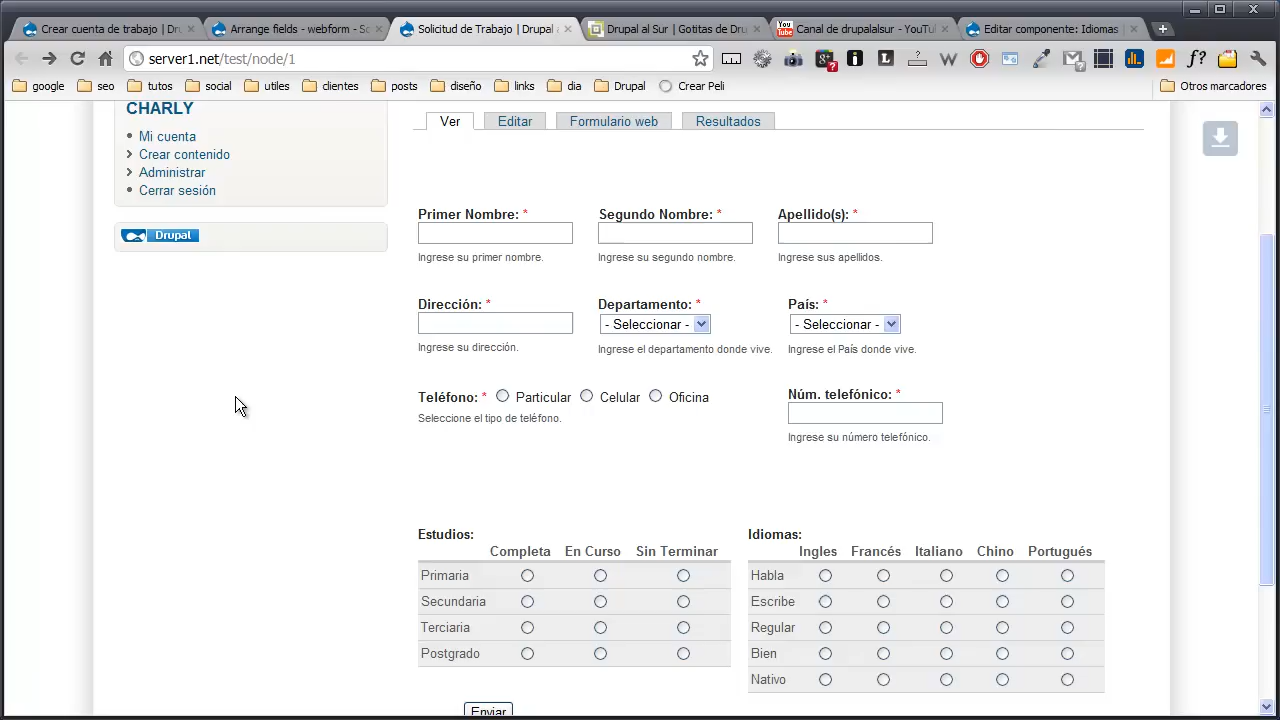 Crear cuenta de trabajo | Dru
Arrange fields - webform - So
Solicitud de Trabajo | Drupal
Drupal al Sur | Gotitas de Dru
You Tube
Canal de drupalalsur - YouTu
Editar componente: Idiomas
server1.net/test/node/1
google
seo
tutos
social
utiles
clientes
posts
diseño
links
dia
Drupal
Crear Peli
Otros marcadores
CHARLY
Mi cuenta
Crear contenido
Administrar
Cerrar sesión
Drupal
Ver
Editar
Formulario web
Resultados
Primer Nombre: *
Segundo Nombre: *
Apellido(s): *
Ingrese su primer nombre.
Ingrese su segundo nombre.
Ingrese sus apellidos.
Dirección: *
Departamento: *
País: *
- Seleccionar -
- Seleccionar -
Ingrese su dirección.
Ingrese el departamento donde vive.
Ingrese el País donde vive.
Teléfono: * Particular Celular Oficina
Núm. telefónico: *
Seleccione el tipo de teléfono.
Ingrese su número telefónico.
Estudios:
Completa En Curso Sin Terminar
Primaria
Secundaria
Terciaria
Postgrado
Idiomas:
Ingles Francés Italiano Chino Portugués
Habla
Escribe
Regular
Bien
Nativo
Enviar